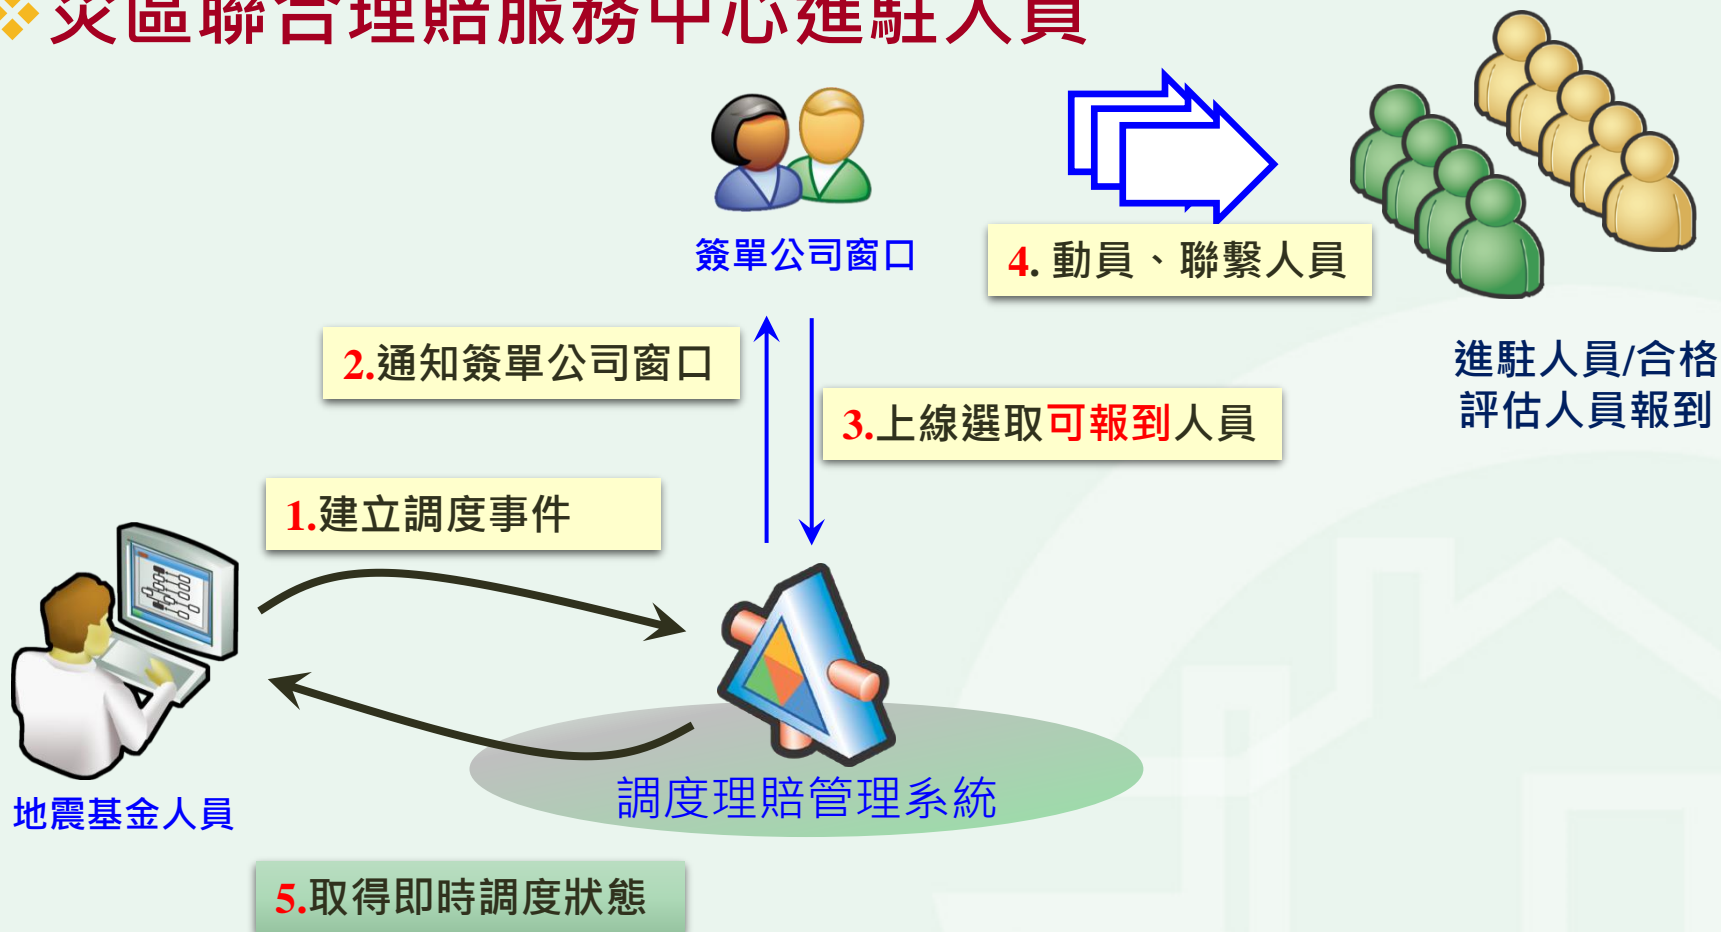 災區聯合理賠服務中心進駐人員
簽單公司窗口
4. 動員、聯繫人員
2.通知簽單公司窗口
進駐人員/合格
評估人員報到
3.上線選取可報到人員
1.建立調度事件
調度理賠管理系統
地震基金人員
5.取得即時調度狀態